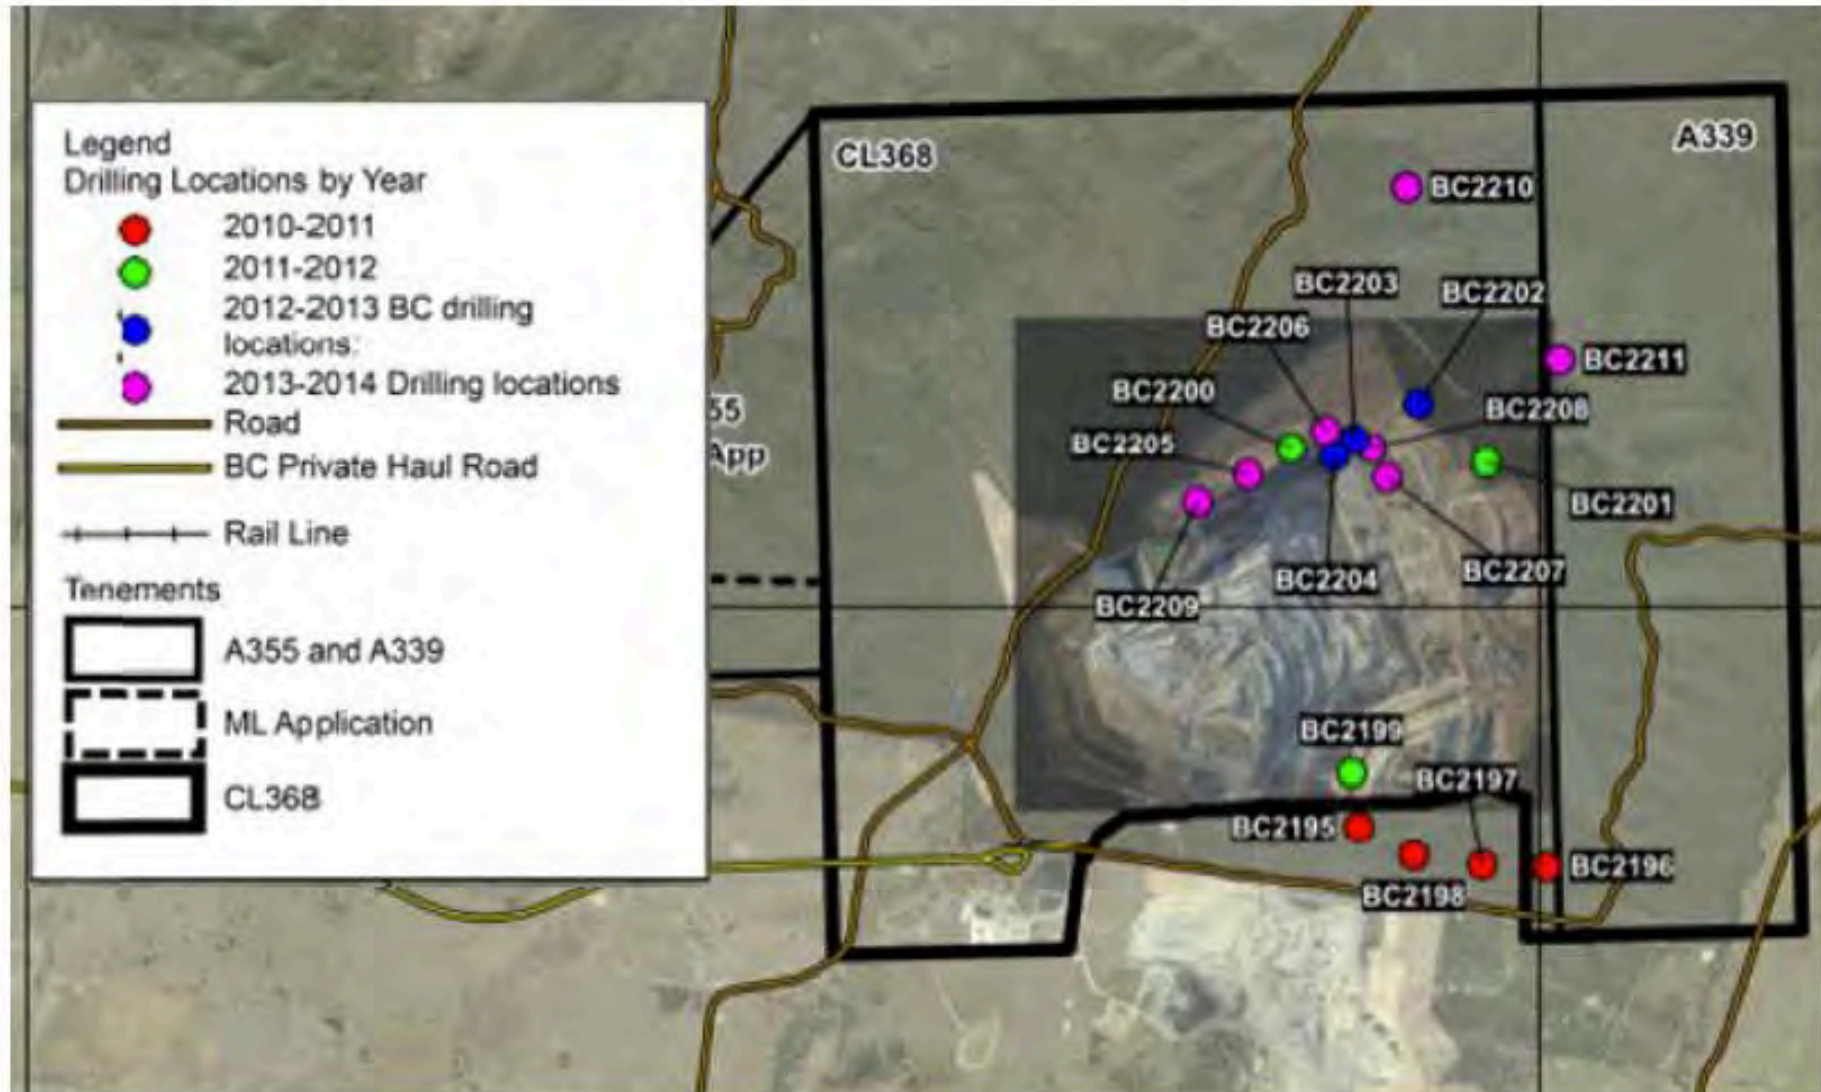 Legend
Drilling Locations by Year
2010-2011
2011-2012
2012-2013 BC drilling
locations:
2013-2014 Drilling locations
Road
BC Private Haul Road
Rail Line
Tenements
A355 and A339
ML Application
CL368
55
App
CL368
A339
BC2210
BC2203
BC2202
BC2206
BC2211
BC2200
BC2208
BC2205
BC2201
BC2204
BC2207
BC2209
BC2199
BC2197
BC2195
BC2196
BC2198